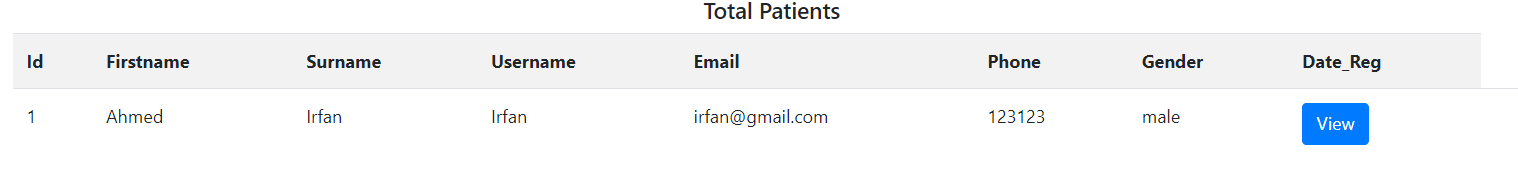 Total Patients
Id Firstname Surname Username Email Phone Gender Date_Reg
1 Ahmed Irfan Irfan irfan@gmail.com 123123 male View